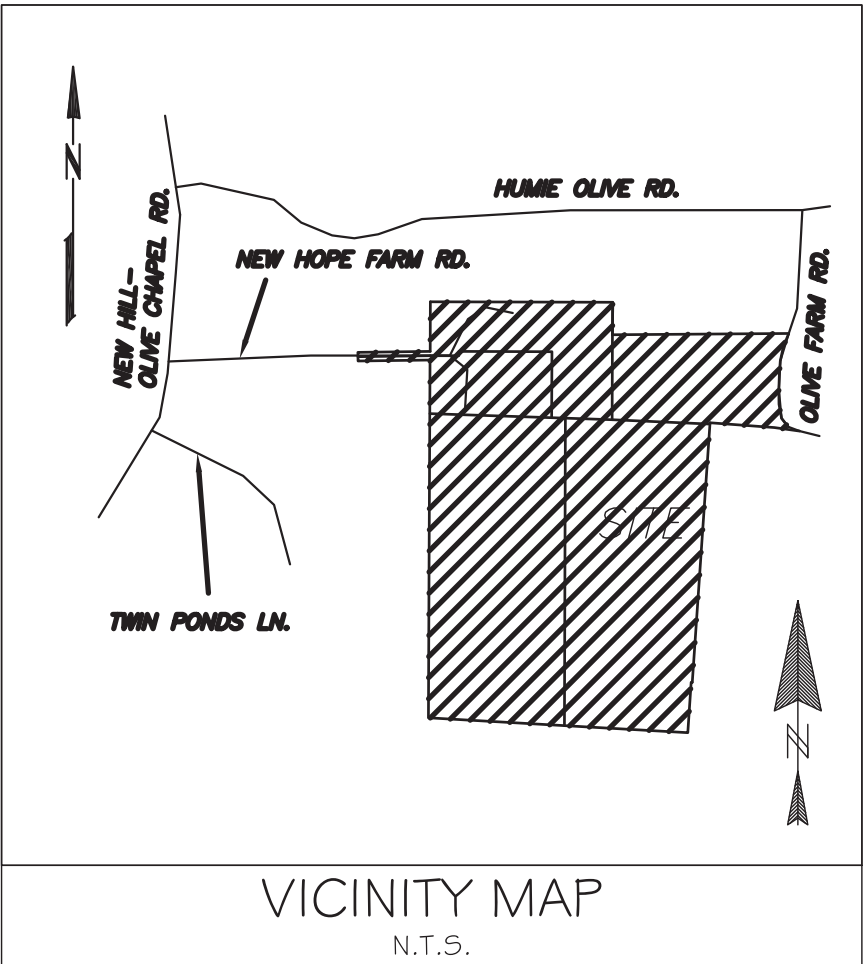 N
HUMIE OLIVE RD.
NEW HILL-
OLIVE CHAPEL RD.
NEW HOPE FARM RD.
OLIVE FARM RD.
SITE
TWIN PONDS LN.
N
VICINITY MAP
N.T.S.